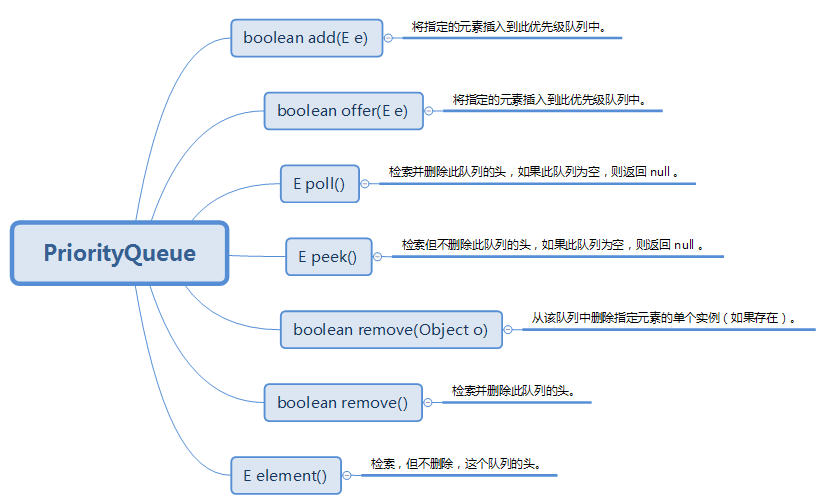 boolean add(E e)
将指定的元素插入到此优先级队列中。
boolean offer(E e)
将指定的元素插入到此优先级队列中。
E poll()
检索并删除此队列的头，如果此队列为空，则返回 null 。
PriorityQueue
E peek()
检索但不删除此队列的头，如果此队列为空，则返回 null 。
boolean remove(Object o)
从该队列中删除指定元素的单个实例（如果存在）。
boolean remove()
检索并删除此队列的头。
E element()
检索，但不删除，这个队列的头。